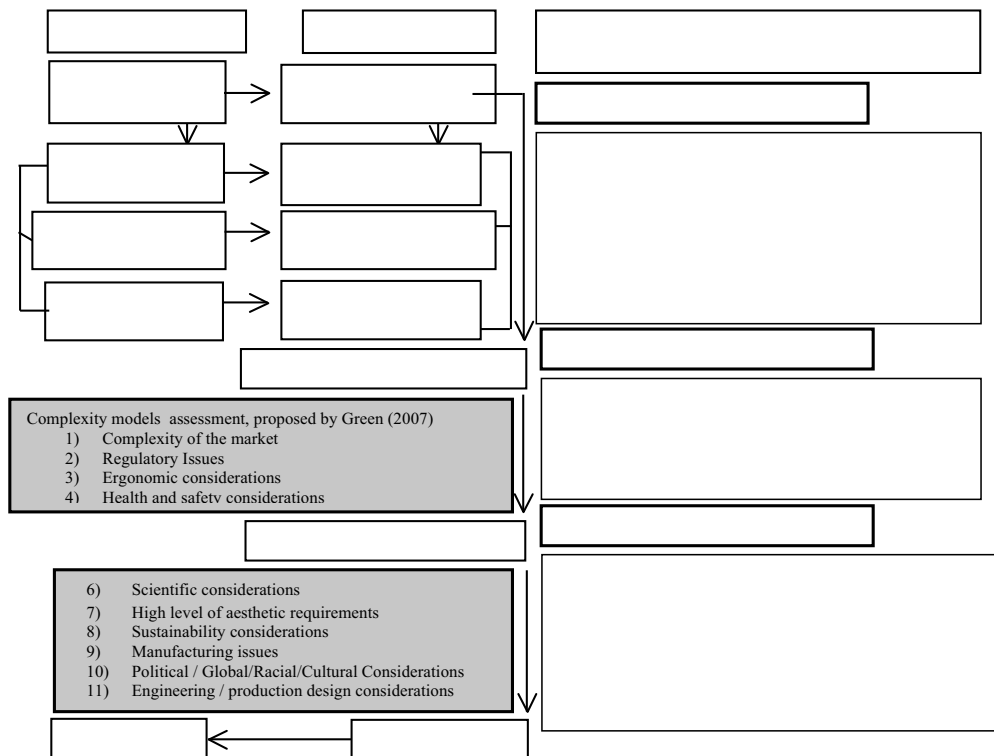 Complexity models assessment, proposed by Green (2007)
1) Complexity of the market
2) Regulatory Issues
3) Ergonomic considerations
4) Health and safety considerations
6) Scientific considerations
7) High level of aesthetic requirements
8) Sustainability considerations
9) Manufacturing issues
10) Political / Global/Racial/Cultural Considerations
11) Engineering / production design considerations